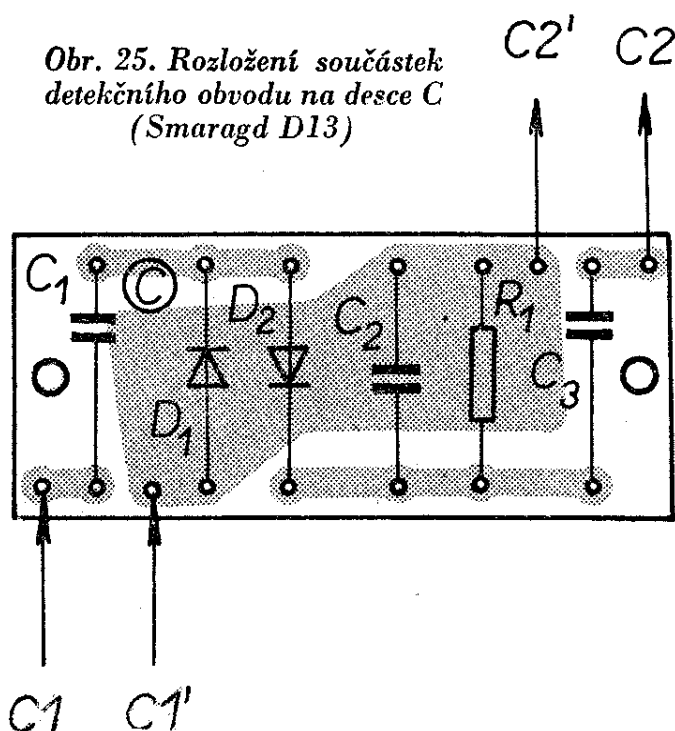 Obr. 25. Rozložení součástek
detekčního obvodu na desce C
(Smaragd D13)
C2' C2
C1 C D2 C2 R1
D1 C3
C1 C1'